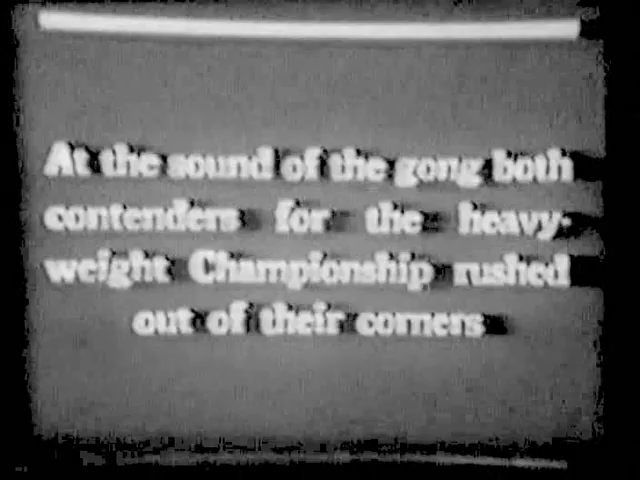 At the sound of the gong both
contenders for the heavy-
weight Championship rushed
out of their corners